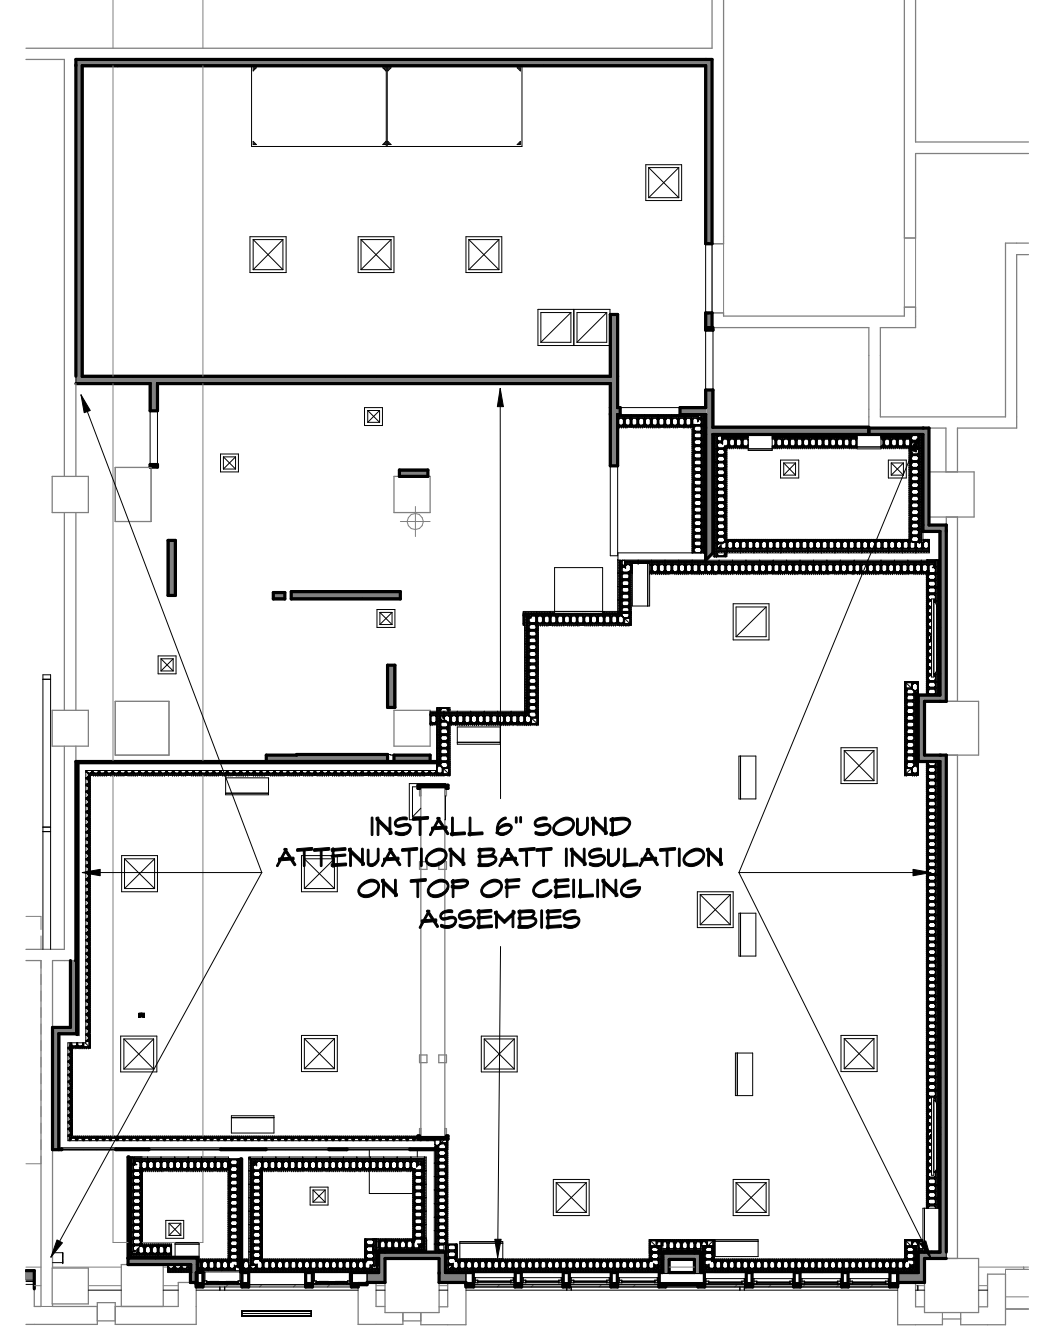 INSTALL 6" SOUND
ATTENUATION BATT INSULATION
ON TOP OF CEILING
ASSEMBIES